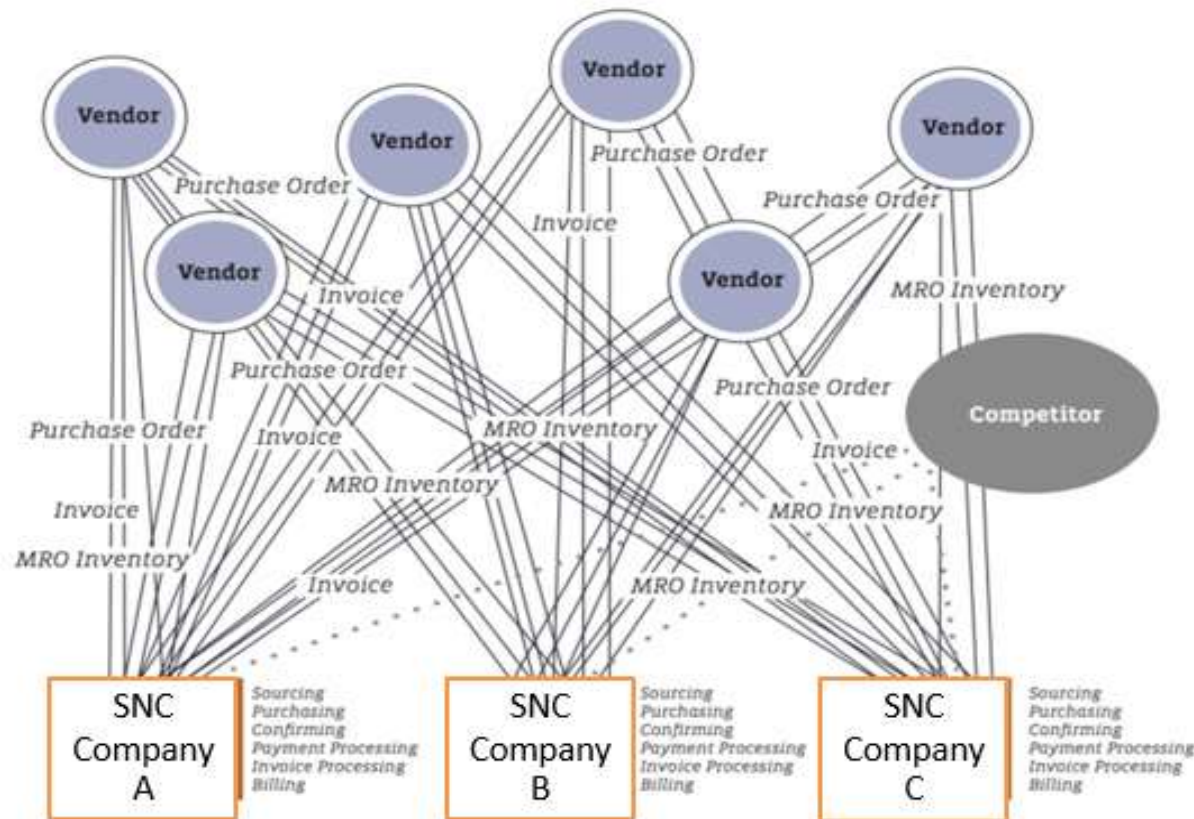 Vendor
Vendor
Vendor
Vendor
Purchase Order
Purchase Order
Purchase Order
Invoice
Vendor
Vendor
Invoice
MRO Inventory
Purchase Order
Purchase Order
Competitor
Purchase Order
Invoice
MRO Inventory
Invoice
MRO Inventory
Invoice
MRO Inventory
MRO Inventory
Invoice
MRO Inventory
SNC
Company
A
Sourcing
Purchasing
Confirming
Payment Processing
Invoice Processing
Billing
SNC
Company
B
Sourcing
Purchasing
Confirming
Payment Processing
Invoice Processing
Billing
SNC
Company
C
Sourcing
Purchasing
Confirming
Payment Processing
Invoice Processing
Billing